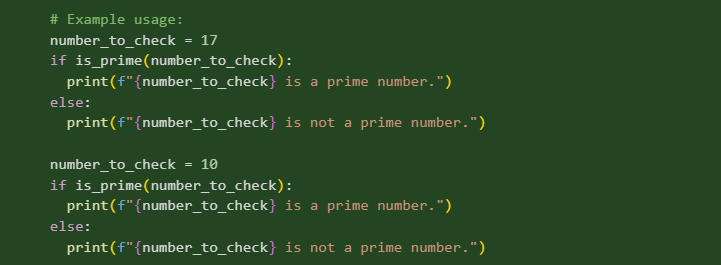 # Example usage:
number_to_check = 17
if is_prime(number_to_check):
  print(f"{number_to_check} is a prime number.")
else:
  print(f"{number_to_check} is not a prime number.")

number_to_check = 10
if is_prime(number_to_check):
  print(f"{number_to_check} is a prime number.")
else:
  print(f"{number_to_check} is not a prime number.")